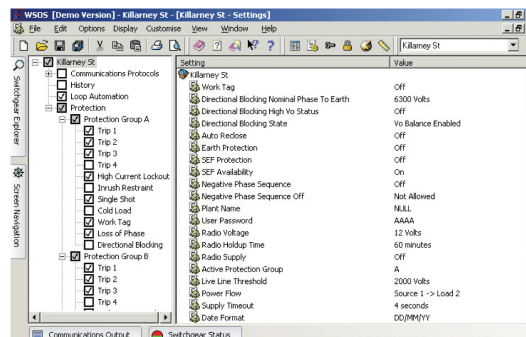 WSOS [Demo Version] - Killarney St - [Killarney St - Settings]
File Edit Options Display Customise View Window Help
Killarney St
Switchgear Explorer
Screen Navigation
Killarney St
Communications Protocols
History
Loop Automation
Protection
Protection Group A
Trip 1
Trip 2
Trip 3
Trip 4
High Current Lockout
Inrush Restraint
Single Shot
Cold Load
Work Tag
Loss of Phase
Directional Blocking
Protection Group B
Trip 1
Trip 2
Trip 3
Trip 4
Setting Value
Killarney St
Work Tag Off
Directional Blocking Nominal Phase To Earth 6300 Volts
Directional Blocking High Vo Status Off
Directional Blocking State Vo Balance Enabled
Auto Reclose Off
Earth Protection Off
SEF Protection Off
SEF Availability On
Negative Phase Sequence Off
Negative Phase Sequence Off Not Allowed
Plant Name NULL
User Password AAAA
Radio Voltage 12 Volts
Radio Holdup Time 60 minutes
Radio Supply Off
Active Protection Group A
Live Line Threshold 2000 Volts
Power Flow Source 1 -> Load 2
Supply Timeout 4 seconds
Date Format DD/MM/YY
Communications Output Switchgear Status